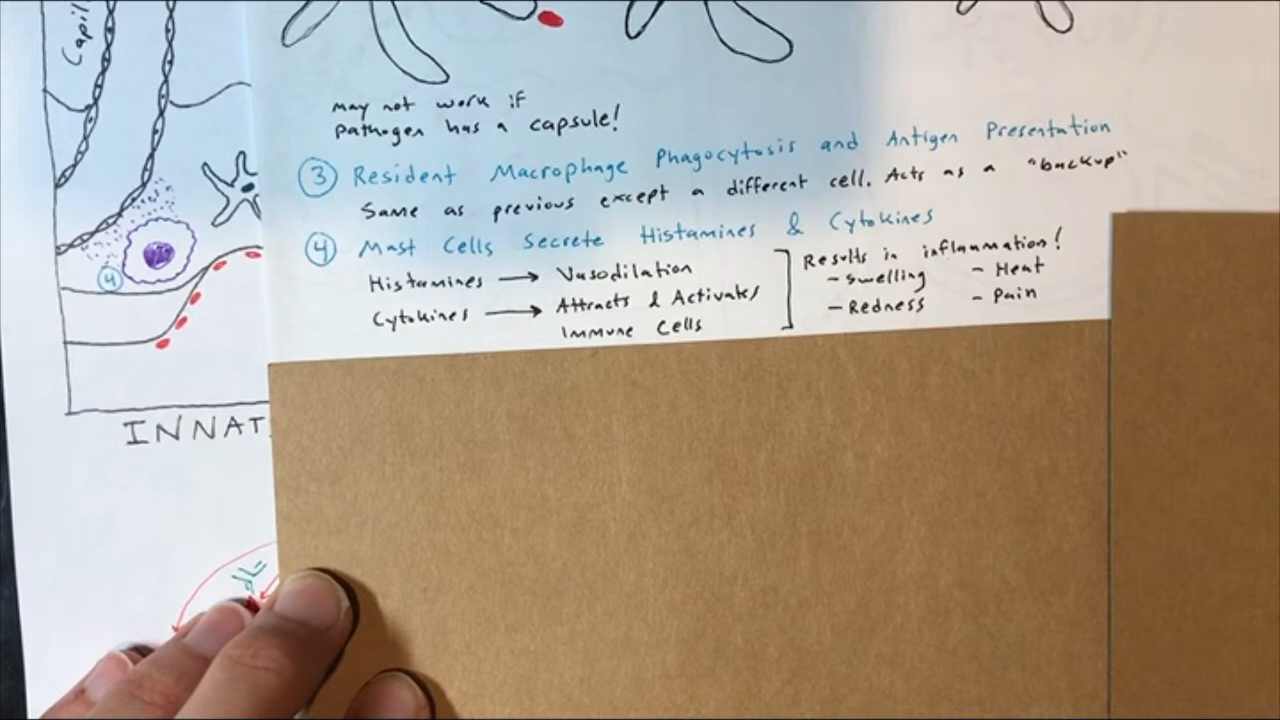 Capil
may not work if
pathogen has a capsule!
③ Resident Macrophage Phagocytosis and Antigen Presentation
Same as previous except a different cell. Acts as a "backup"
④ Mast Cells Secrete Histamines & Cytokines
Histamines → Vasodilation
Cytokines → Attracts & Activates
Immune Cells
Results in inflammation!
- Swelling - Heat
- Redness - Pain
4
INNAT